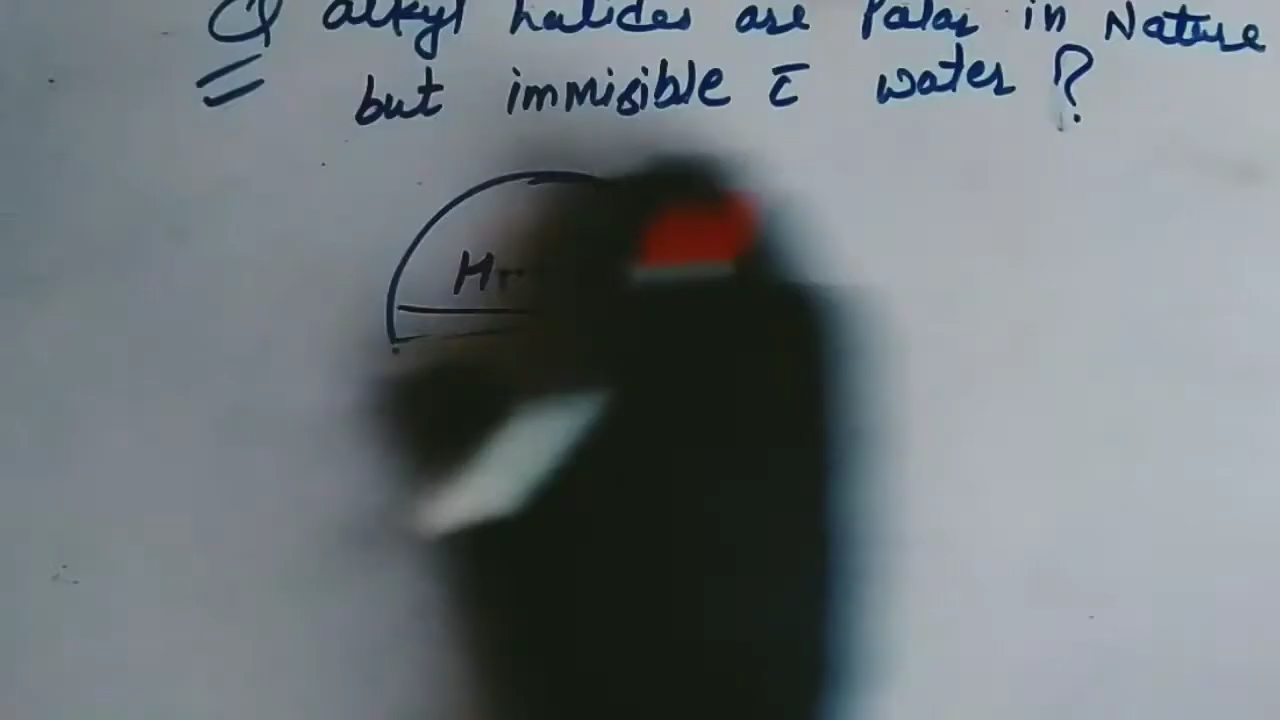 Q alkyl halides are Polar in Nature
but immisible c̄ water ?
H